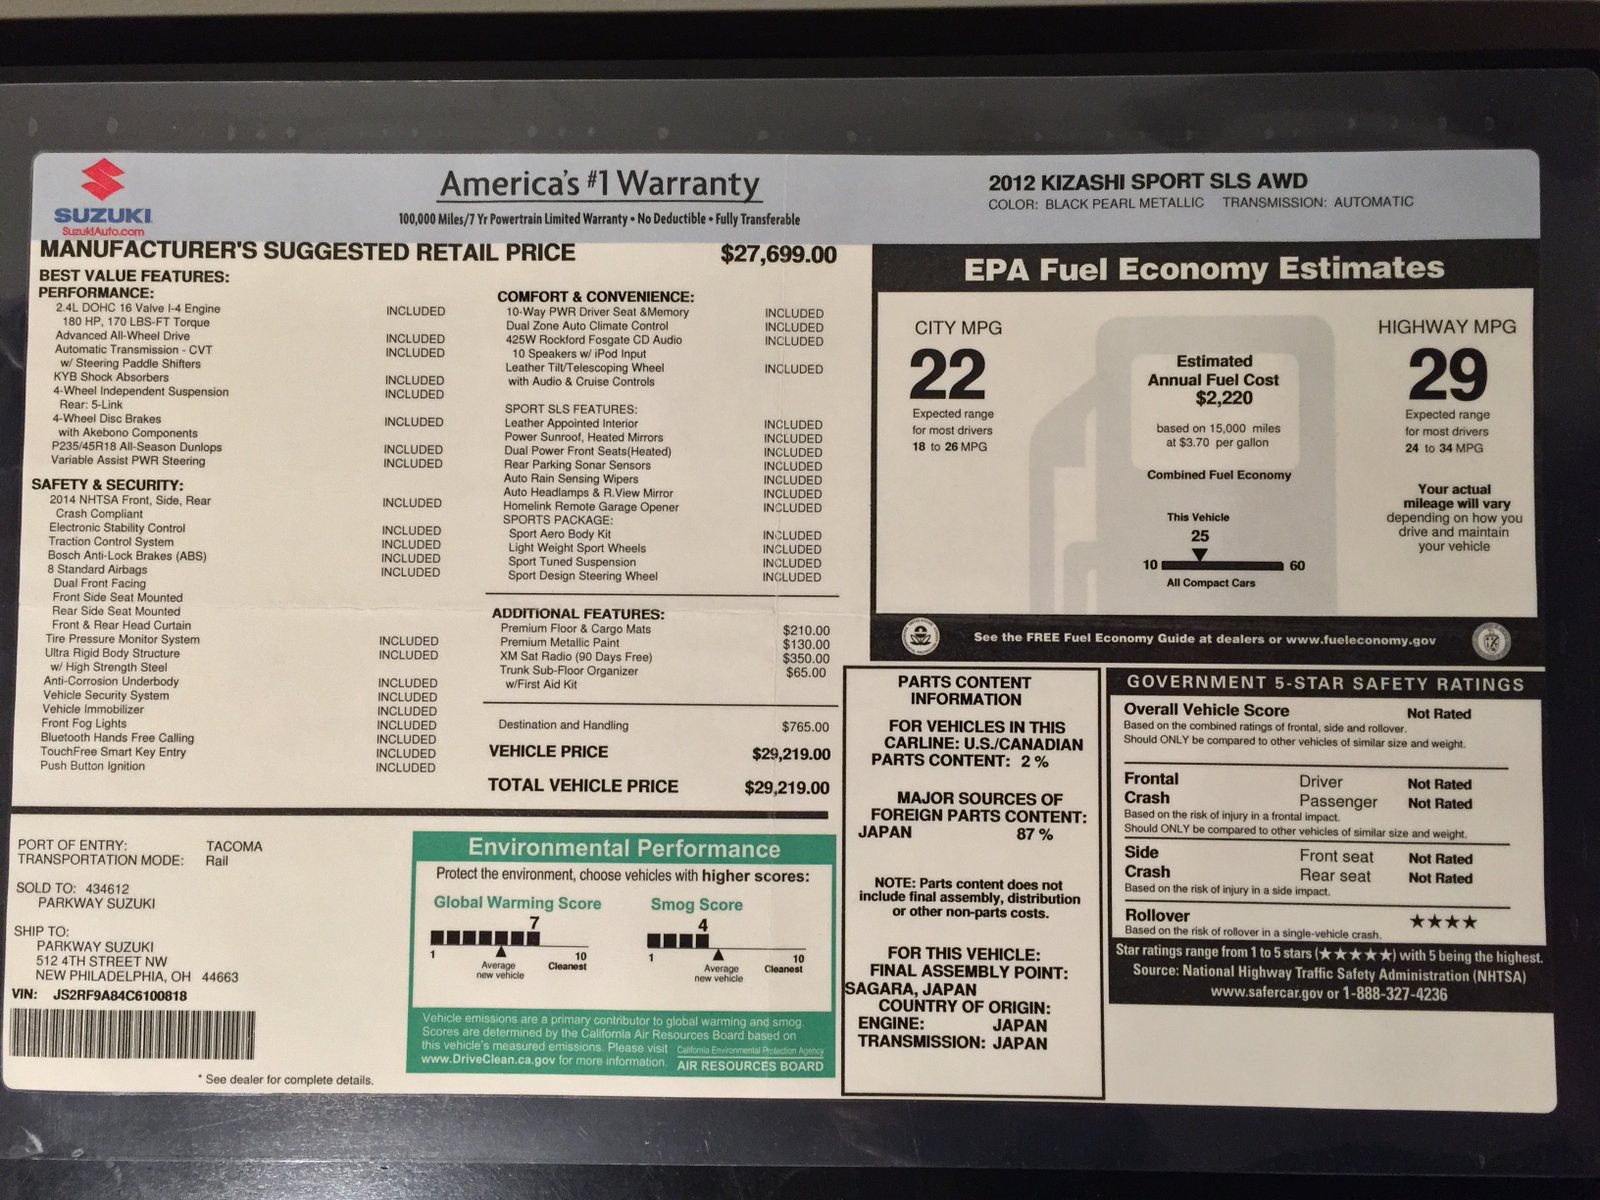 SUZUKI
SuzukiAuto.com
America's #1 Warranty
100,000 Miles/7 Yr Powertrain Limited Warranty • No Deductible • Fully Transferable
2012 KIZASHI SPORT SLS AWD
COLOR: BLACK PEARL METALLIC TRANSMISSION: AUTOMATIC
MANUFACTURER'S SUGGESTED RETAIL PRICE $27,699.00
BEST VALUE FEATURES:
PERFORMANCE:
2.4L DOHC 16 Valve I-4 Engine INCLUDED
180 HP, 170 LBS-FT Torque
Advanced All-Wheel Drive INCLUDED
Automatic Transmission - CVT INCLUDED
w/ Steering Paddle Shifters
KYB Shock Absorbers INCLUDED
4-Wheel Independent Suspension INCLUDED
Rear: 5-Link
4-Wheel Disc Brakes INCLUDED
with Akebono Components
P235/45R18 All-Season Dunlops INCLUDED
Variable Assist PWR Steering INCLUDED
SAFETY & SECURITY:
2014 NHTSA Front, Side, Rear INCLUDED
Crash Compliant
Electronic Stability Control INCLUDED
Traction Control System INCLUDED
Bosch Anti-Lock Brakes (ABS) INCLUDED
8 Standard Airbags INCLUDED
Dual Front Facing
Front Side Seat Mounted
Rear Side Seat Mounted
Front & Rear Head Curtain
Tire Pressure Monitor System INCLUDED
Ultra Rigid Body Structure INCLUDED
w/ High Strength Steel
Anti-Corrosion Underbody INCLUDED
Vehicle Security System INCLUDED
Vehicle Immobilizer INCLUDED
Front Fog Lights INCLUDED
Bluetooth Hands Free Calling INCLUDED
TouchFree Smart Key Entry INCLUDED
Push Button Ignition INCLUDED
COMFORT & CONVENIENCE:
10-Way PWR Driver Seat &Memory INCLUDED
Dual Zone Auto Climate Control INCLUDED
425W Rockford Fosgate CD Audio INCLUDED
10 Speakers w/ iPod Input
Leather Tilt/Telescoping Wheel INCLUDED
with Audio & Cruise Controls
SPORT SLS FEATURES:
Leather Appointed Interior INCLUDED
Power Sunroof, Heated Mirrors INCLUDED
Dual Power Front Seats(Heated) INCLUDED
Rear Parking Sonar Sensors INCLUDED
Auto Rain Sensing Wipers INCLUDED
Auto Headlamps & R.View Mirror INCLUDED
Homelink Remote Garage Opener INCLUDED
SPORTS PACKAGE:
Sport Aero Body Kit INCLUDED
Light Weight Sport Wheels INCLUDED
Sport Tuned Suspension INCLUDED
Sport Design Steering Wheel INCLUDED
ADDITIONAL FEATURES:
Premium Floor & Cargo Mats $210.00
Premium Metallic Paint $130.00
XM Sat Radio (90 Days Free) $350.00
Trunk Sub-Floor Organizer $65.00
w/First Aid Kit
Destination and Handling $765.00
VEHICLE PRICE $29,219.00
TOTAL VEHICLE PRICE $29,219.00
EPA Fuel Economy Estimates
CITY MPG
22
Expected range
for most drivers
18 to 26 MPG
Estimated
Annual Fuel Cost
$2,220
based on 15,000 miles
at $3.70 per gallon
Combined Fuel Economy
This Vehicle
25
10 60
All Compact Cars
HIGHWAY MPG
29
Expected range
for most drivers
24 to 34 MPG
Your actual
mileage will vary
depending on how you
drive and maintain
your vehicle
See the FREE Fuel Economy Guide at dealers or www.fueleconomy.gov
PORT OF ENTRY: TACOMA
TRANSPORTATION MODE: Rail
SOLD TO: 434612
PARKWAY SUZUKI
SHIP TO:
PARKWAY SUZUKI
512 4TH STREET NW
NEW PHILADELPHIA, OH 44663
VIN: JS2RF9A84C6100818
* See dealer for complete details.
Environmental Performance
Protect the environment, choose vehicles with higher scores:
Global Warming Score
7
1 10
Average
new vehicle
Cleanest
Smog Score
4
1 10
Average
new vehicle
Cleanest
Vehicle emissions are a primary contributor to global warming and smog.
Scores are determined by the California Air Resources Board based on
this vehicle's measured emissions. Please visit
www.DriveClean.ca.gov for more information.
California Environmental Protection Agency
AIR RESOURCES BOARD
PARTS CONTENT
INFORMATION
FOR VEHICLES IN THIS
CARLINE: U.S./CANADIAN
PARTS CONTENT: 2 %
MAJOR SOURCES OF
FOREIGN PARTS CONTENT:
JAPAN 87 %
NOTE: Parts content does not
include final assembly, distribution
or other non-parts costs.
FOR THIS VEHICLE:
FINAL ASSEMBLY POINT:
SAGARA, JAPAN
COUNTRY OF ORIGIN:
ENGINE: JAPAN
TRANSMISSION: JAPAN
GOVERNMENT 5-STAR SAFETY RATINGS
Overall Vehicle Score Not Rated
Based on the combined ratings of frontal, side and rollover.
Should ONLY be compared to other vehicles of similar size and weight.
Frontal Driver Not Rated
Crash Passenger Not Rated
Based on the risk of injury in a frontal impact.
Should ONLY be compared to other vehicles of similar size and weight.
Side Front seat Not Rated
Crash Rear seat Not Rated
Based on the risk of injury in a side impact.
Rollover ★★★★
Based on the risk of rollover in a single-vehicle crash.
Star ratings range from 1 to 5 stars (★★★★★) with 5 being the highest.
Source: National Highway Traffic Safety Administration (NHTSA)
www.safercar.gov or 1-888-327-4236